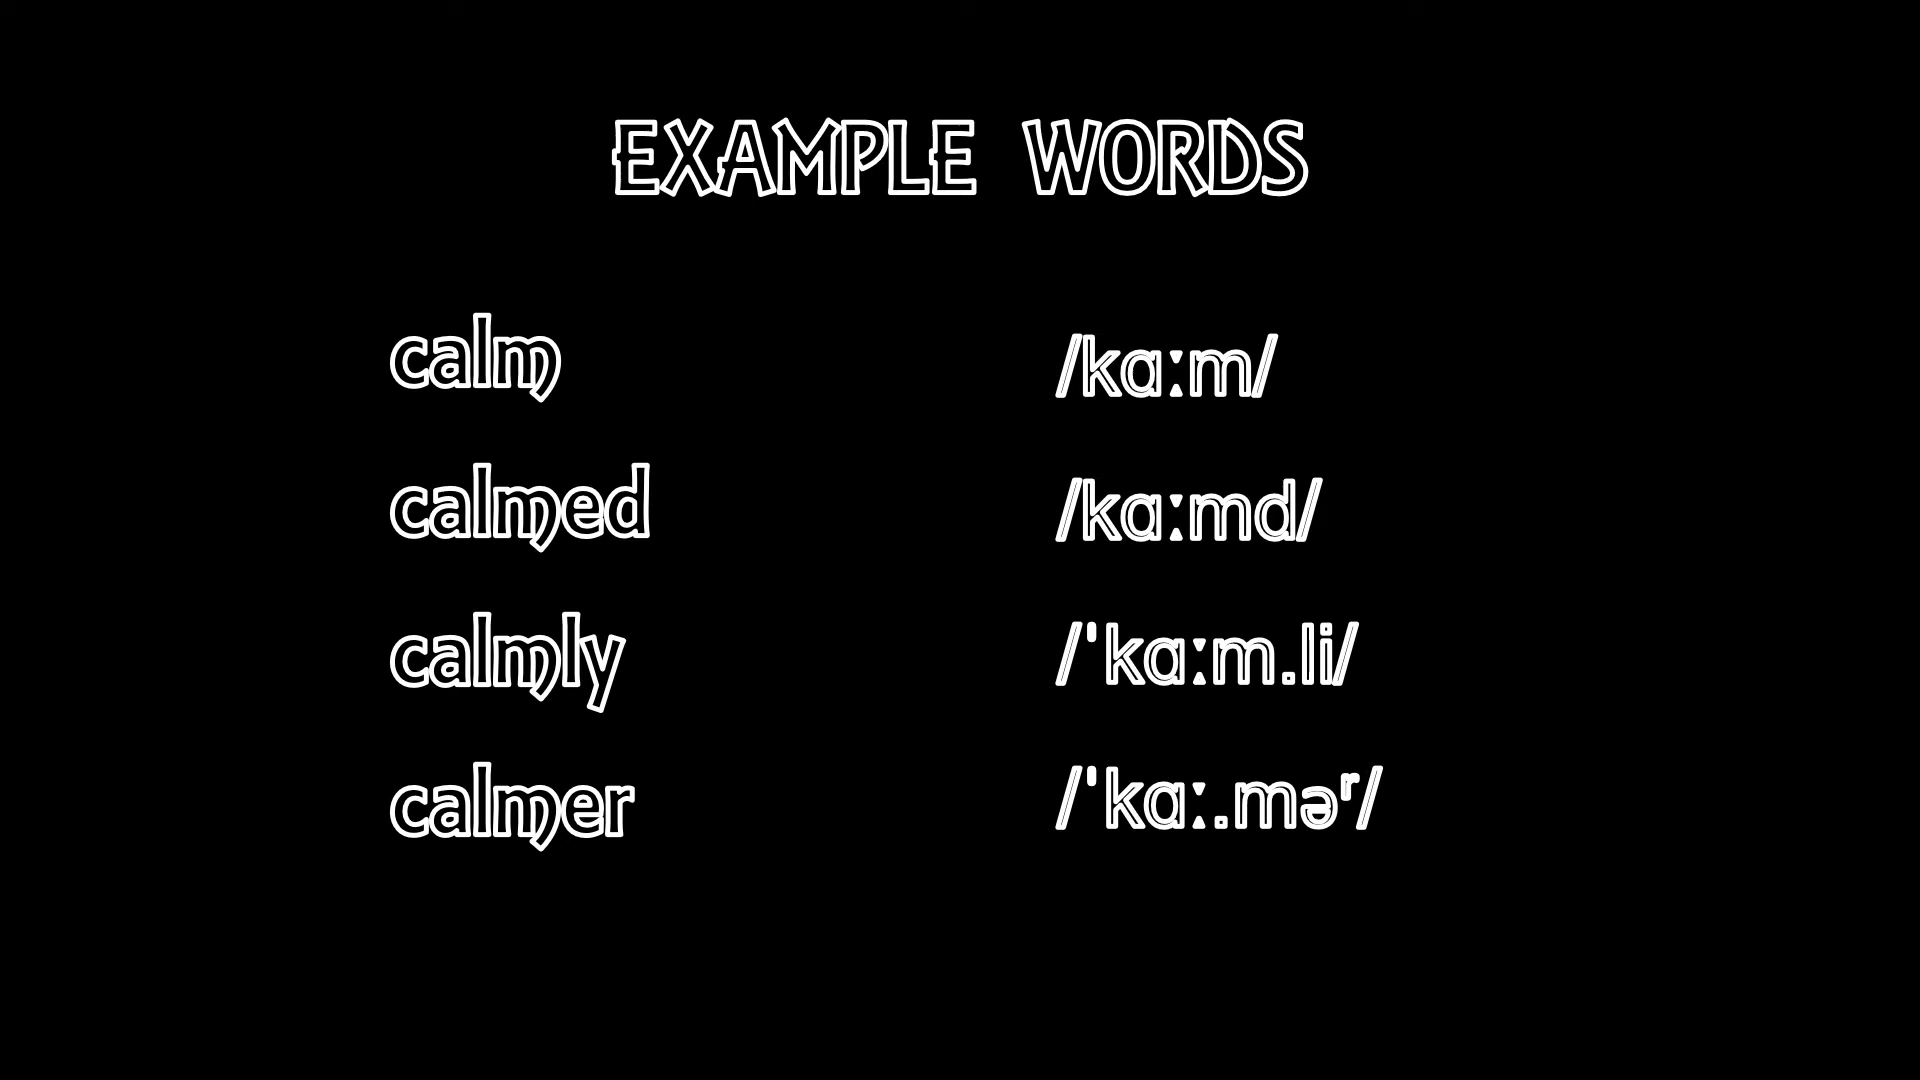 EXAMPLE WORDS
calm /kɑːm/
calmed /kɑːmd/
calmly /ˈkɑːm.li/
calmer /ˈkɑː.məʳ/